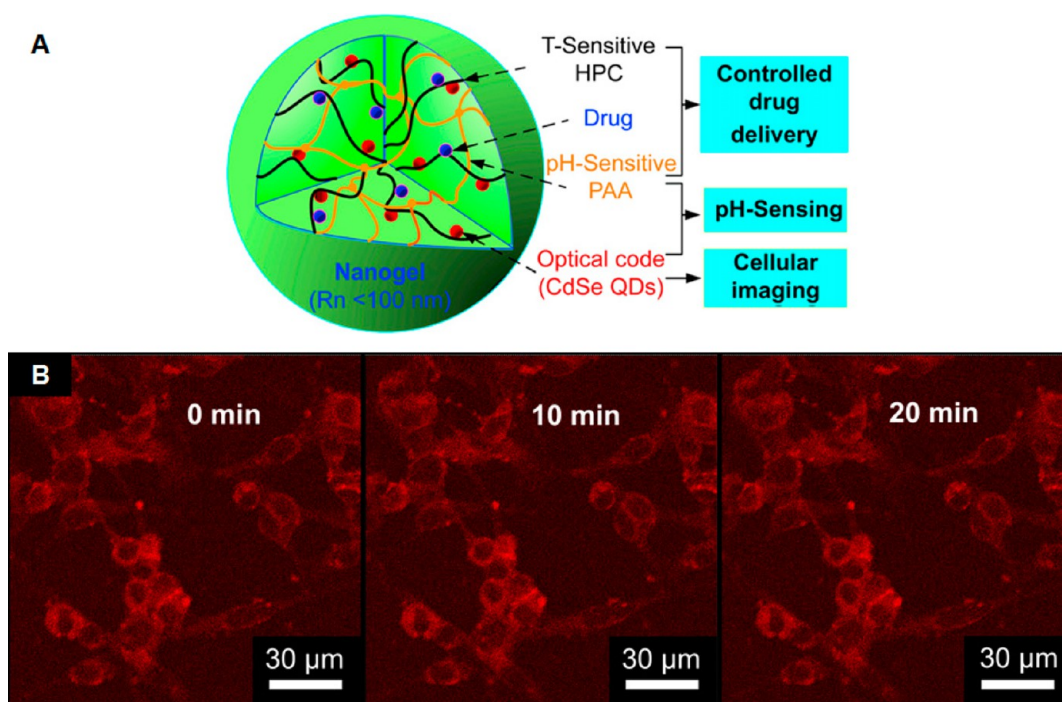 A
T-Sensitive
HPC
Drug
pH-Sensitive
PAA
Optical code
(CdSe QDs)
Controlled
drug
delivery
pH-Sensing
Cellular
imaging
Nanogel
(Rn <100 nm)
B
0 min
10 min
20 min
30 µm
30 µm
30 µm